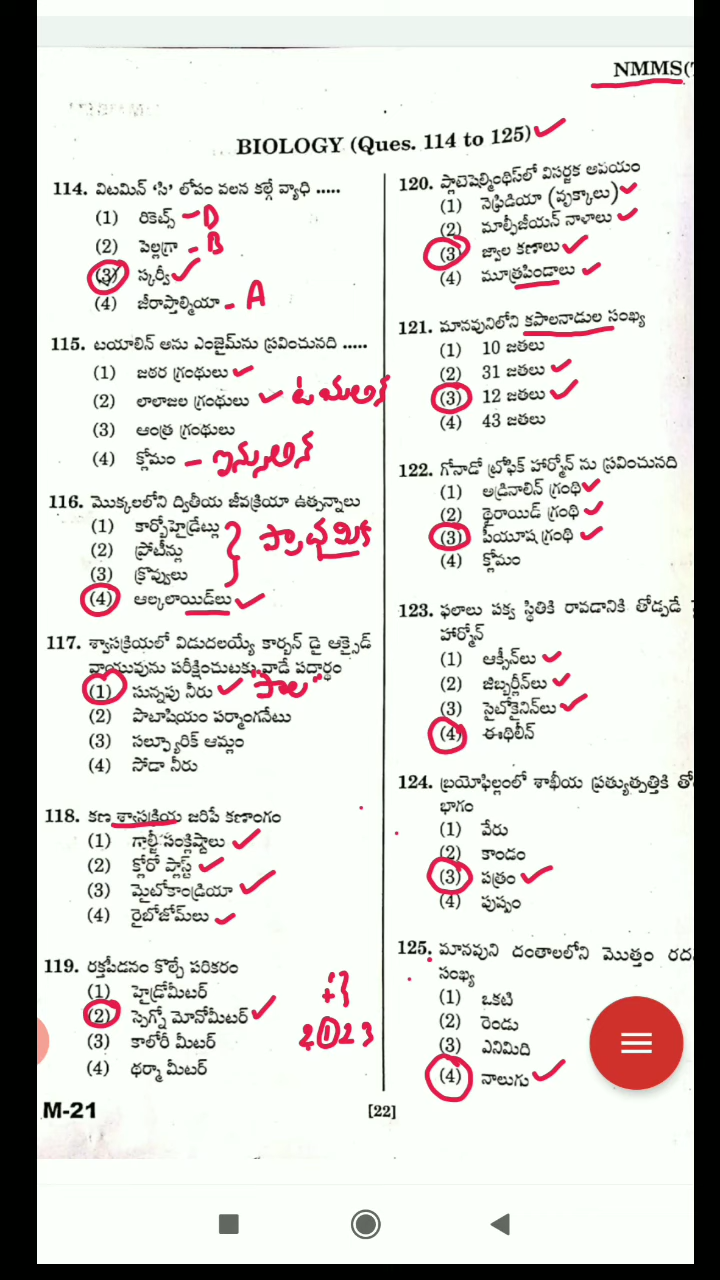 NMMS(
BIOLOGY (Ques. 114 to 125)
114. విటమిన్ 'సి' లోపం వలన కల్గే వ్యాధి .....
(1) రికెట్స్ - D
(2) పెల్లగ్రా - B
(3) స్కర్వీ
(4) జీరాప్తాల్మియా - A
115. టయాలిన్ అను ఎంజైమ్‌ను స్రవించునది .....
(1) జఠర గ్రంథులు
(2) లాలాజల గ్రంథులు టయలిన్
(3) ఆంత్ర గ్రంథులు
(4) క్లోమం - ఇన్సులిన్
116. మొక్కలలోని ద్వితీయ జీవక్రియా ఉత్పన్నాలు
(1) కార్బోహైడ్రేట్లు
(2) ప్రోటీన్లు
(3) క్రొవ్వులు
ప్రాథమిక
(4) ఆల్కలాయిడ్‌లు
117. శ్వాసక్రియలో విడుదలయ్యే కార్బన్ డై ఆక్సైడ్
వాయువును పరీక్షించుటకు వాడే పదార్థం
(1) సున్నపు నీరు "పాల"
(2) పొటాషియం పర్మాంగనేటు
(3) సల్ఫ్యూరిక్ ఆమ్లం
(4) సోడా నీరు
118. కణ శ్వాసక్రియ జరిపే కణాంగం
(1) గాల్జీ సంక్లిష్టాలు
(2) క్లోరో ప్లాస్ట్
(3) మైటోకాండ్రియా
(4) రైబోజోమ్‌లు
119. రక్తపీడనం కొల్చే పరికరం
(1) హైడ్రోమీటర్
(2) స్పిగ్నో మోనోమీటర్
(3) కాలోరీ మీటర్
(4) థర్మా మీటర్
2123
M-21
[22]
120. ప్లాటిహెల్మింథిస్‌లో విసర్జక అవయం
(1) నెఫ్రిడియా (వృక్కాలు)
(2) మాల్ఫీజియన్ నాళాలు
(3) జ్వాల కణాలు
(4) మూత్రపిండాలు
121. మానవునిలోని కపాలనాడుల సంఖ్య
(1) 10 జతలు
(2) 31 జతలు
(3) 12 జతలు
(4) 43 జతలు
122. గోనాడో ట్రోఫిక్ హార్మోన్ ను స్రవించునది
(1) అడ్రినాలిన్ గ్రంథి
(2) థైరాయిడ్ గ్రంథి
(3) పీయూష గ్రంథి
(4) క్లోమం
123. ఫలాలు పక్వ స్థితికి రావడానికి తోడ్పడే
హార్మోన్
(1) ఆక్సీన్‌లు
(2) జిబ్బర్లీన్‌లు
(3) సైటోకైనిన్‌లు
(4) ఈథిలీన్
124. బ్రయోఫిల్లంలో శాఖీయ ప్రత్యుత్పత్తికి తో
భాగం
(1) వేరు
(2) కాండం
(3) పత్రం
(4) పుష్పం
125. మానవుని దంతాలలోని మొత్తం రద
సంఖ్య
(1) ఒకటి
(2) రెండు
(3) ఎనిమిది
(4) నాలుగు